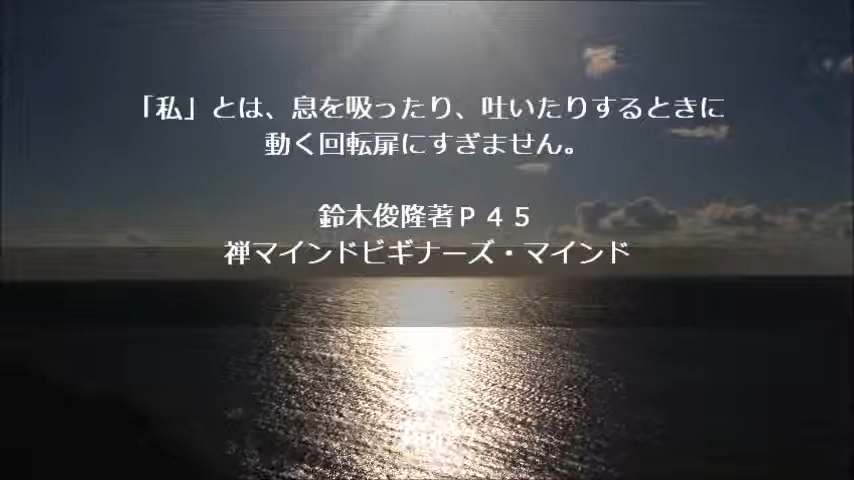 「私」とは、息を吸ったり、吐いたりするときに
動く回転扉にすぎません。
鈴木俊隆著Ｐ４５
禅マインドビギナーズ・マインド